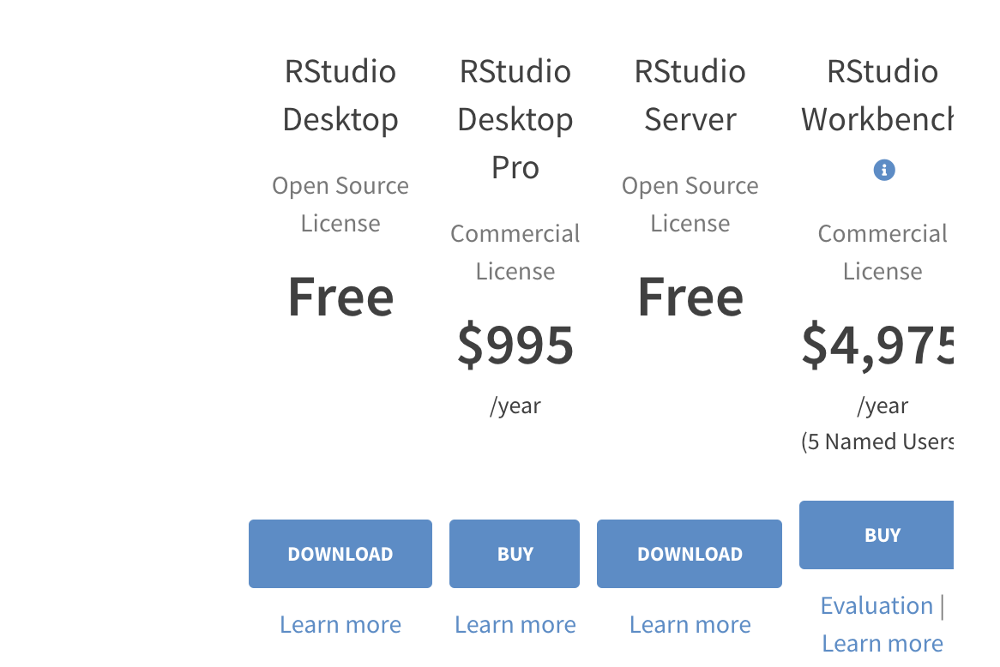 RStudio
Desktop
Open Source
License
Free
DOWNLOAD
Learn more
RStudio
Desktop
Pro
Commercial
License
$995
/year
BUY
Learn more
RStudio
Server
Open Source
License
Free
DOWNLOAD
Learn more
RStudio
Workbench
Commercial
License
$4,975
/year
(5 Named Users
BUY
Evaluation |
Learn more